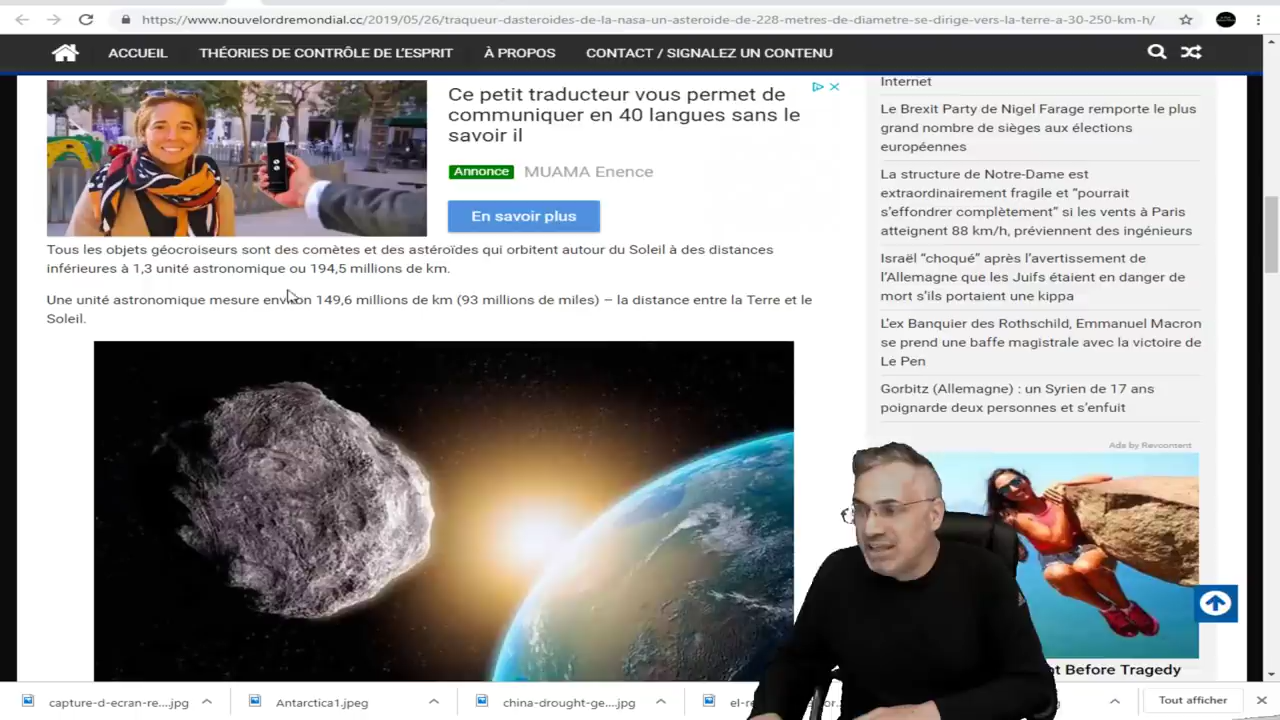 https://www.nouvelordremondial.cc/2019/05/26/traqueur-dasteroides-de-la-nasa-un-asteroide-de-228-metres-de-diametre-se-dirige-vers-la-terre-a-30-250-km-h/
ACCUEIL THÉORIES DE CONTRÔLE DE L'ESPRIT À PROPOS CONTACT / SIGNALEZ UN CONTENU
Ce petit traducteur vous permet de
communiquer en 40 langues sans le
savoir il
Annonce MUAMA Enence
En savoir plus
Tous les objets géocroiseurs sont des comètes et des astéroïdes qui orbitent autour du Soleil à des distances
inférieures à 1,3 unité astronomique ou 194,5 millions de km.
Une unité astronomique mesure environ 149,6 millions de km (93 millions de miles) – la distance entre la Terre et le
Soleil.
Internet
Le Brexit Party de Nigel Farage remporte le plus
grand nombre de sièges aux élections
européennes
La structure de Notre-Dame est
extraordinairement fragile et "pourrait
s'effondrer complètement" si les vents à Paris
atteignent 88 km/h, préviennent des ingénieurs
Israël "choqué" après l'avertissement de
l'Allemagne que les Juifs étaient en danger de
mort s'ils portaient une kippa
L'ex Banquier des Rothschild, Emmanuel Macron
se prend une baffe magistrale avec la victoire de
Le Pen
Gorbitz (Allemagne) : un Syrien de 17 ans
poignarde deux personnes et s'enfuit
Ads by Revcontent
Before Tragedy
capture-d-ecran-re....jpg Antarctica1.jpeg china-drought-ge....jpg Tout afficher